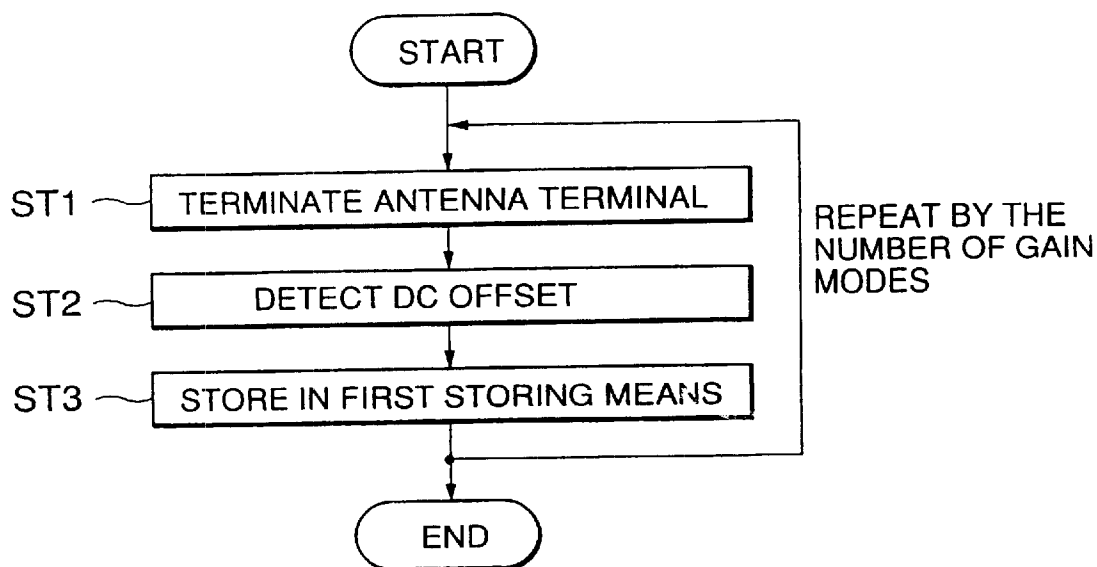 START
ST1
TERMINATE ANTENNA TERMINAL
REPEAT BY THE
NUMBER OF GAIN
MODES
ST2
DETECT DC OFFSET
ST3
STORE IN FIRST STORING MEANS
END